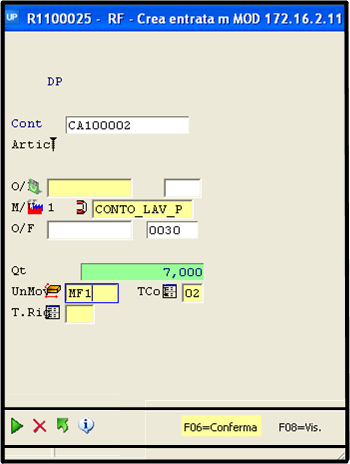 UP R1100025 - RF - Crea entrata m MOD 172.16.2.11
DP
Cont CA100002
Artic
O/
M/ 1 CONTO_LAV_P
O/F 0030
Qt 7,000
UnMov MF1 TCo 02
T.Ric
F06=Conferma F08=Vis.